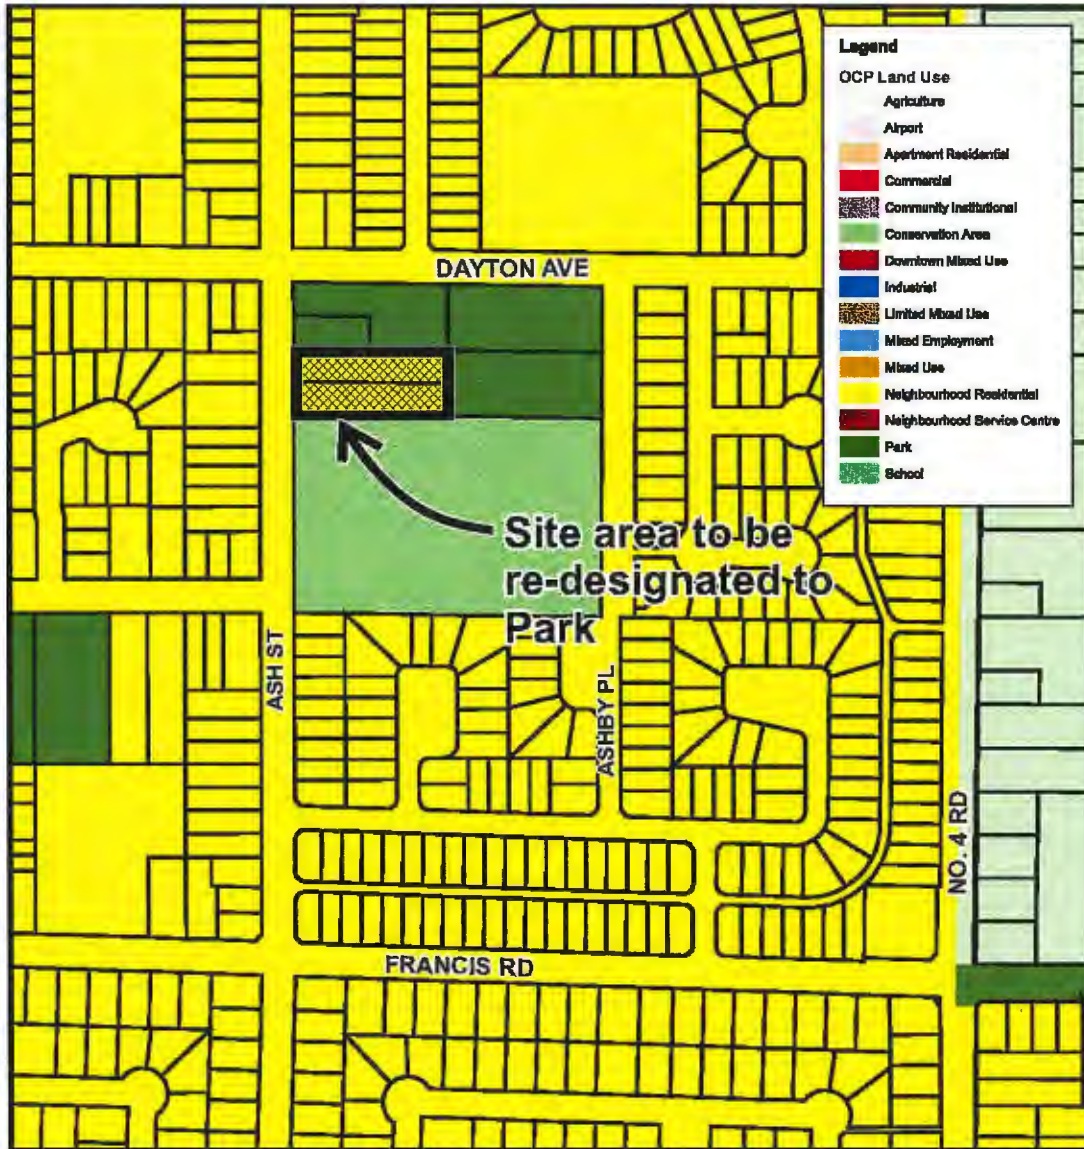 Legend
OCP Land Use
Agriculture
Airport
Apartment Residential
Commercial
Community Institutional
Conservation Area
Downtown Mixed Use
Industrial
Limited Mixed Use
Mixed Employment
Mixed Use
Neighbourhood Residential
Neighbourhood Service Centre
Park
School
DAYTON AVE
Site area to be
re-designated to
Park
ASH ST
ASHBY PL
NO. 4 RD
FRANCIS RD